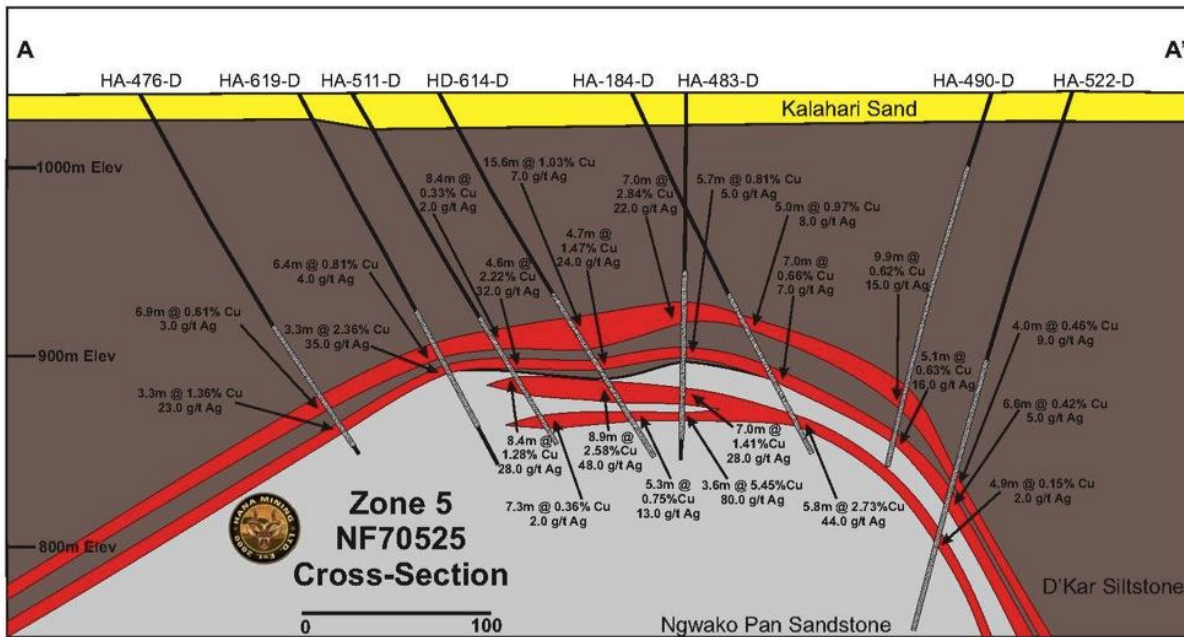 A
A'
HA-476-D
HA-619-D
HA-511-D
HD-614-D
HA-184-D
HA-483-D
HA-490-D
HA-522-D
Kalahari Sand
1000m Elev
15.6m @ 1.03% Cu
7.0 g/t Ag
8.4m @
0.33% Cu
2.0 g/t Ag
7.0m @
2.84% Cu
22.0 g/t Ag
5.7m @ 0.81% Cu
5.0 g/t Ag
5.0m @ 0.97% Cu
8.0 g/t Ag
4.7m @
1.47% Cu
24.0 g/t Ag
7.0m @
0.66% Cu
7.0 g/t Ag
9.9m @
0.62% Cu
15.0 g/t Ag
6.4m @ 0.81% Cu
4.0 g/t Ag
4.6m @
2.22% Cu
32.0 g/t Ag
6.9m @ 0.61% Cu
3.0 g/t Ag
3.3m @ 2.36% Cu
35.0 g/t Ag
4.0m @ 0.46% Cu
9.0 g/t Ag
900m Elev
5.1m @
0.63% Cu
16.0 g/t Ag
3.3m @ 1.36% Cu
23.0 g/t Ag
6.6m @ 0.42% Cu
5.0 g/t Ag
8.4m @
1.28% Cu
28.0 g/t Ag
8.9m @
2.58%Cu
48.0 g/t Ag
7.0m @
1.41%Cu
28.0 g/t Ag
5.3m @
0.75%Cu
13.0 g/t Ag
3.6m @ 5.45%Cu
80.0 g/t Ag
4.9m @ 0.15% Cu
2.0 g/t Ag
7.3m @ 0.36% Cu
2.0 g/t Ag
5.8m @ 2.73%Cu
44.0 g/t Ag
800m Elev
HANA MINING LTD. Est. 2000
Zone 5
NF70525
Cross-Section
0
100
D'Kar Siltstone
Ngwako Pan Sandstone